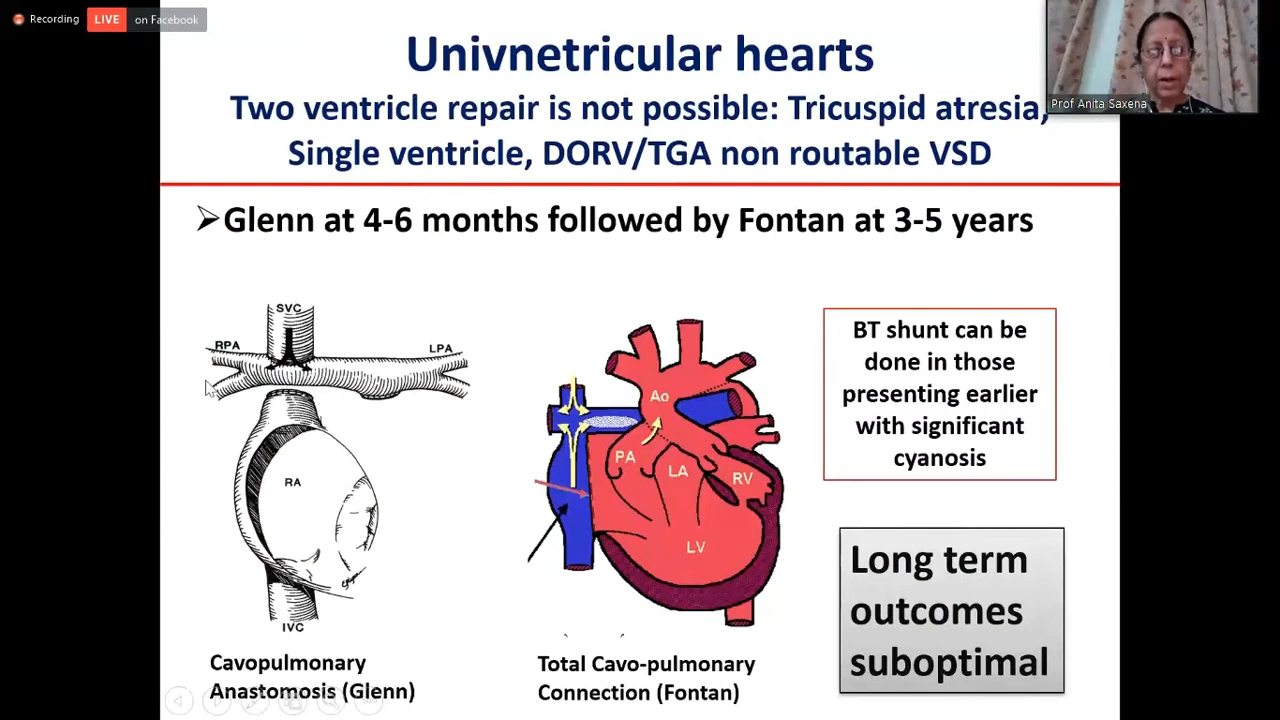 Recording
LIVE on Facebook
Univnetricular hearts
Two ventricle repair is not possible: Tricuspid atresia,
Single ventricle, DORV/TGA non routable VSD
Prof Anita Saxena
➢Glenn at 4-6 months followed by Fontan at 3-5 years
SVC
RPA
LPA
RA
IVC
Cavopulmonary
Anastomosis (Glenn)
Ao
PA
LA
RV
LV
Total Cavo-pulmonary
Connection (Fontan)
BT shunt can be
done in those
presenting earlier
with significant
cyanosis
Long term
outcomes
suboptimal